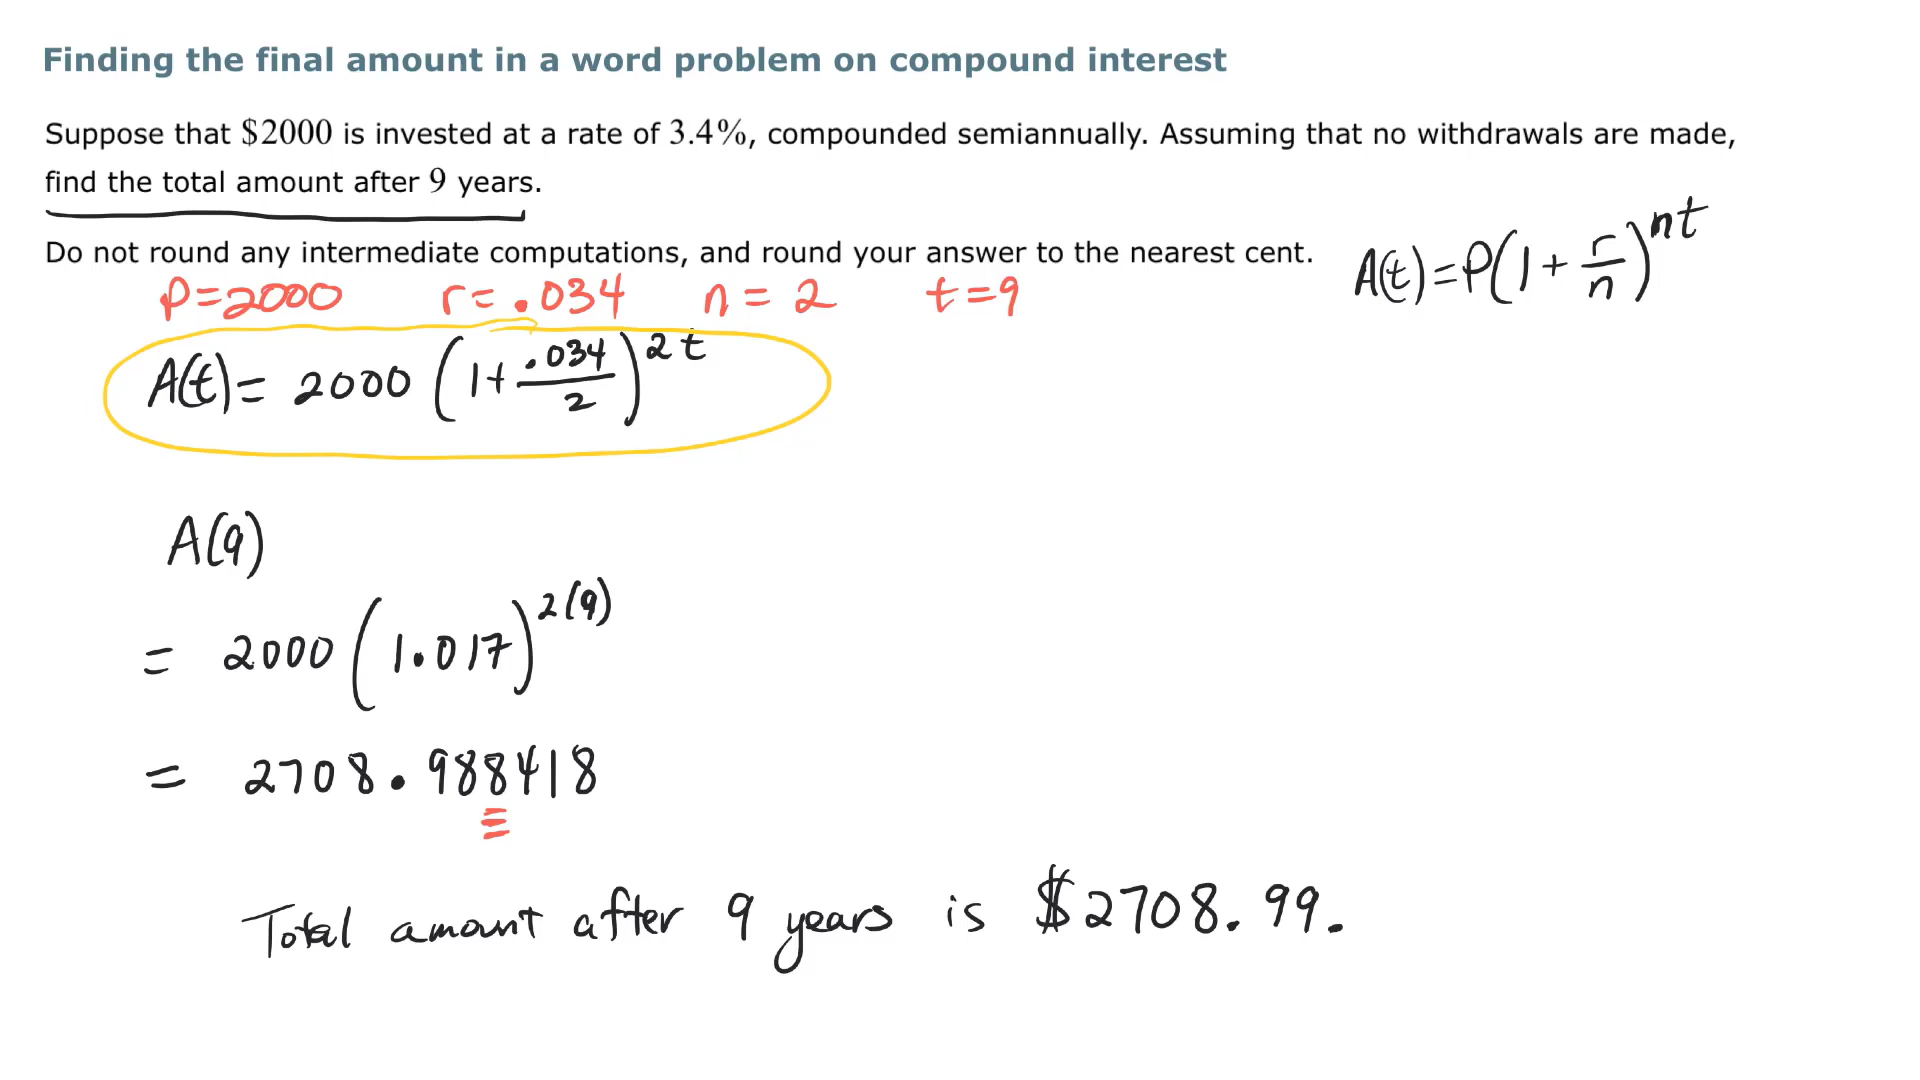 Finding the final amount in a word problem on compound interest
Suppose that $2000 is invested at a rate of 3.4%, compounded semiannually. Assuming that no withdrawals are made,
find the total amount after 9 years.
Do not round any intermediate computations, and round your answer to the nearest cent.
A(t)=P(1+r/n)^nt
P=2000 r=.034 n=2 t=9
A(t)= 2000 (1+.034/2)^2t
A(9)
= 2000 (1.017)^2(9)
= 2708.988418
Total amount after 9 years is $2708.99.